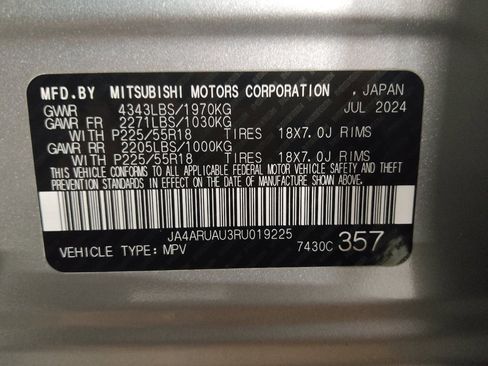 MFD.BY MITSUBISHI MOTORS CORPORATION , JAPAN
GVWR 4343LBS/1970KG JUL 2024
GAWR FR 2271LBS/1030KG
WITH P225/55R18 TIRES 18X7.0J RIMS
GAWR RR 2205LBS/1000KG
WITH P225/55R18 TIRES 18X7.0J RIMS
THIS VEHICLE CONFORMS TO ALL APPLICABLE FEDERAL MOTOR VEHICLE SAFETY AND THEFT
PREVENTION STANDARDS IN EFFECT ON THE DATE OF MANUFACTURE SHOWN ABOVE.
JA4ARUAU3RU019225
VEHICLE TYPE: MPV 7430C 357